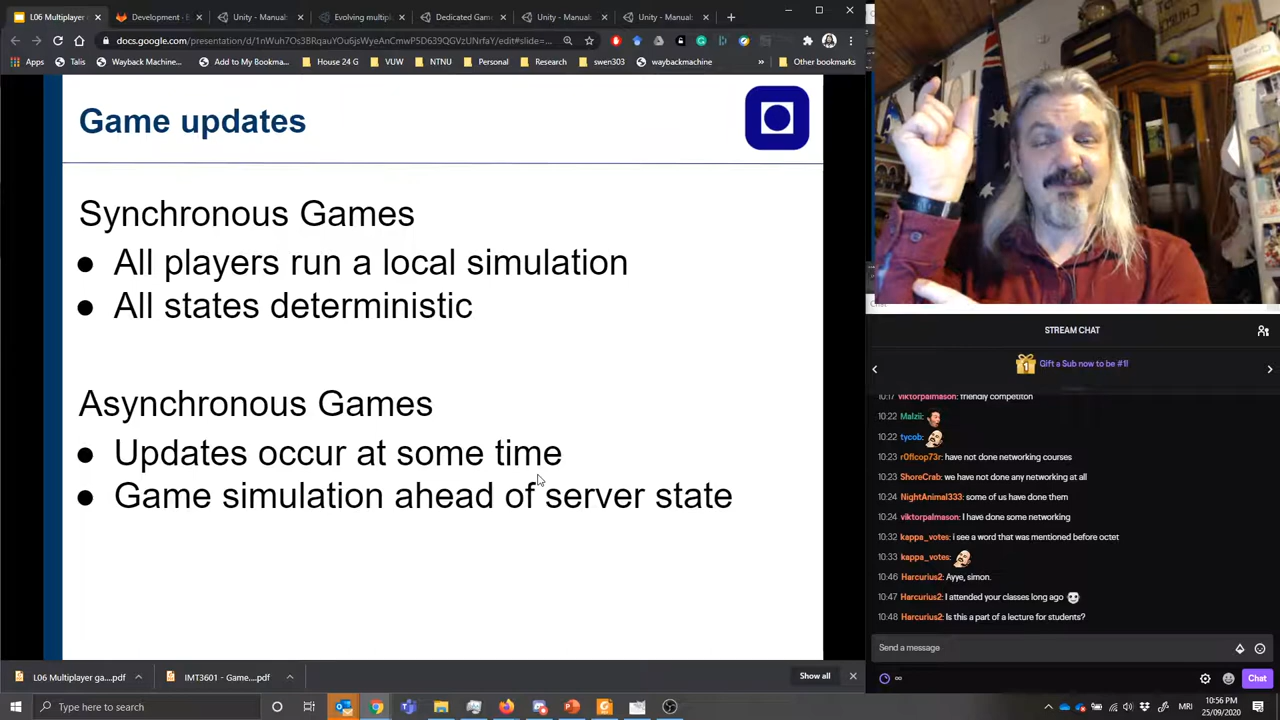 L06 Multiplayer
Game developm
Unity - Manual:
Evolving multipl
Dedicated Game
Unity - Manual:
Unity - Manual:
docs.google.com/presentation/d/1nWuh7Os3BRqauYOu6jsWyeAnCmwP5D639QGVzUNrfaY/edit#slide=...
Apps
Talis
Wayback Machine...
Add to My Bookma...
House 24 G
VUW
NTNU
Personal
Research
swen303
waybackmachine
»
Other bookmarks
Game updates
Synchronous Games
● All players run a local simulation
● All states deterministic
Asynchronous Games
● Updates occur at some time
● Game simulation ahead of server state
STREAM CHAT
1
Gift a Sub now to be #1!
10:17 viktorpalmason: friendly competiton
10:22 Malzii:
10:22 tycob:
10:23 r0flcop73r: have not done networking courses
10:23 ShoreCrab: we have not done any networking at all
10:24 NightAnimal333: some of us have done them
10:24 viktorpalmason: I have done some networking
10:32 kappa_votes: i see a word that was mentioned before octet
10:33 kappa_votes:
10:46 Harcurius2: Ayye, simon.
10:47 Harcurius2: I attended your classes long ago
10:48 Harcurius2: Is this a part of a lecture for students?
Send a message
∞
Chat
L06 Multiplayer ga....pdf
IMT3601 - Game....pdf
Show all
Type here to search
MRI
10:56 PM
25/09/2020